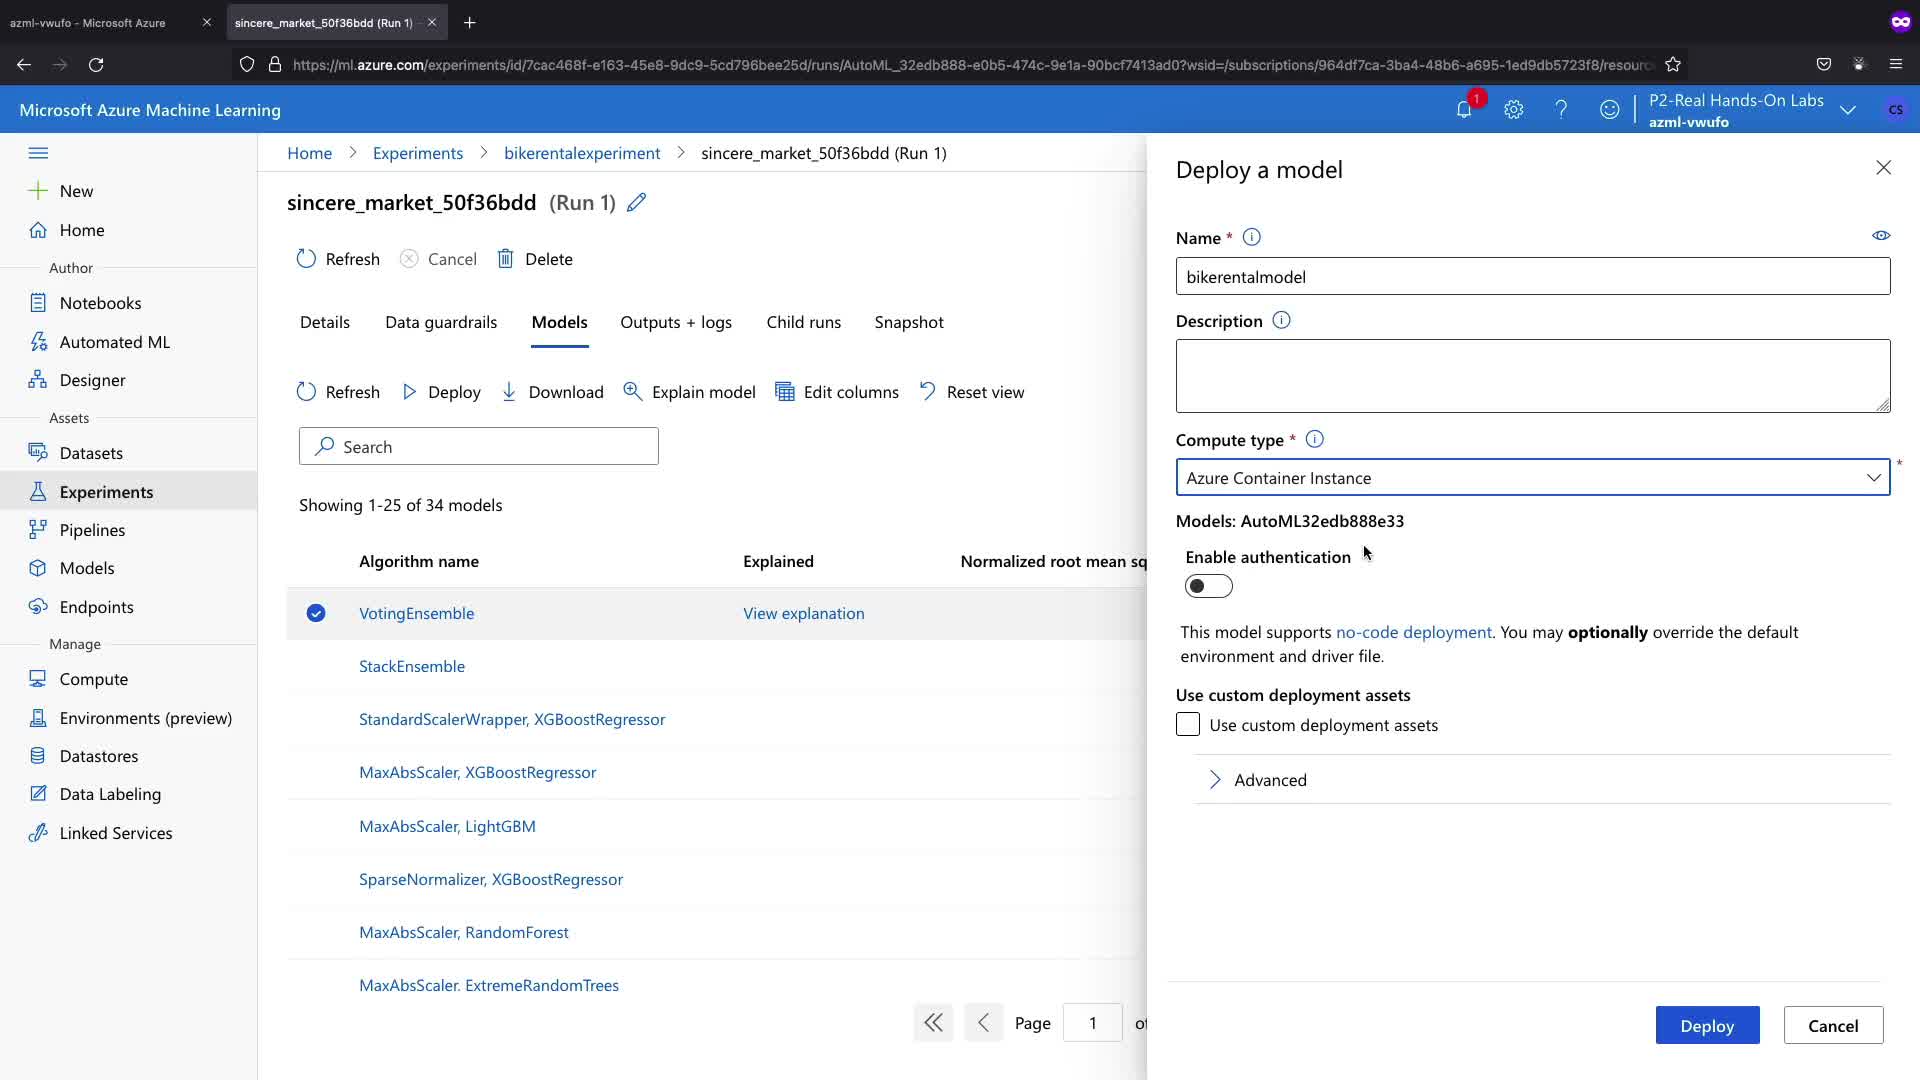 azml-vwufo - Microsoft Azure
sincere_market_50f36bdd (Run 1)
https://ml.azure.com/experiments/id/7cac468f-e163-45e8-9dc9-5cd796bee25d/runs/AutoML_32edb888-e0b5-474c-9e1a-90bcf7413ad0?wsid=/subscriptions/964df7ca-3ba4-48b6-a695-1ed9db5723f8/resourc
Microsoft Azure Machine Learning
1
P2-Real Hands-On Labs
azml-vwufo
CS
New
Home
Author
Notebooks
Automated ML
Designer
Assets
Datasets
Experiments
Pipelines
Models
Endpoints
Manage
Compute
Environments (preview)
Datastores
Data Labeling
Linked Services
Home > Experiments > bikerentalexperiment > sincere_market_50f36bdd (Run 1)
sincere_market_50f36bdd (Run 1)
Refresh Cancel Delete
Details Data guardrails Models Outputs + logs Child runs Snapshot
Refresh Deploy Download Explain model Edit columns Reset view
Search
Showing 1-25 of 34 models
Algorithm name Explained Normalized root mean sq
VotingEnsemble View explanation
StackEnsemble
StandardScalerWrapper, XGBoostRegressor
MaxAbsScaler, XGBoostRegressor
MaxAbsScaler, LightGBM
SparseNormalizer, XGBoostRegressor
MaxAbsScaler, RandomForest
MaxAbsScaler, ExtremeRandomTrees
Page 1 of
Deploy a model
Name *
bikerentalmodel
Description
Compute type *
Azure Container Instance
*
Models: AutoML32edb888e33
Enable authentication
This model supports no-code deployment. You may optionally override the default
environment and driver file.
Use custom deployment assets
Use custom deployment assets
Advanced
Deploy Cancel